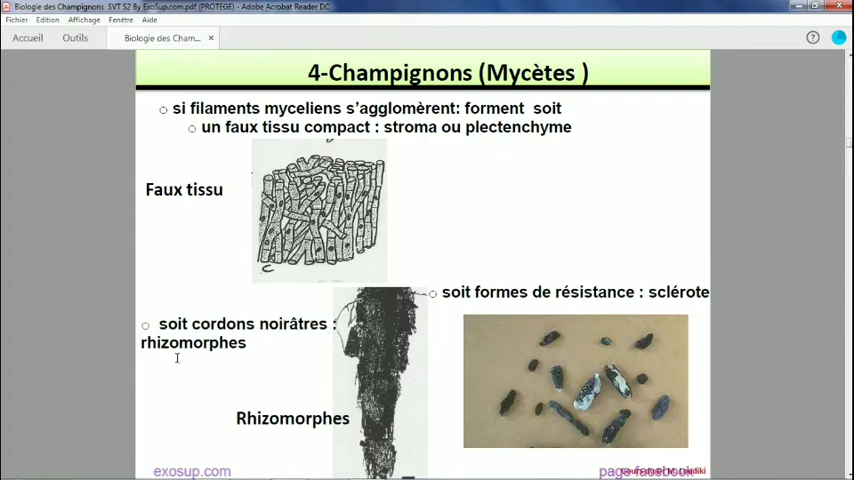 Biologie des Champignons SVT S2 By ExoSup.com.pdf (PROTEGE) - Adobe Acrobat Reader DC
Fichier Edition Affichage Fenêtre Aide
Accueil Outils Biologie des Cham... ×
4-Champignons (Mycètes )
si filaments myceliens s’agglomèrent: forment soit
un faux tissu compact : stroma ou plectenchyme
Faux tissu
C
soit formes de résistance : sclérote
soit cordons noirâtres :
rhizomorphes
Rhizomorphes
exosup.com
page facebook